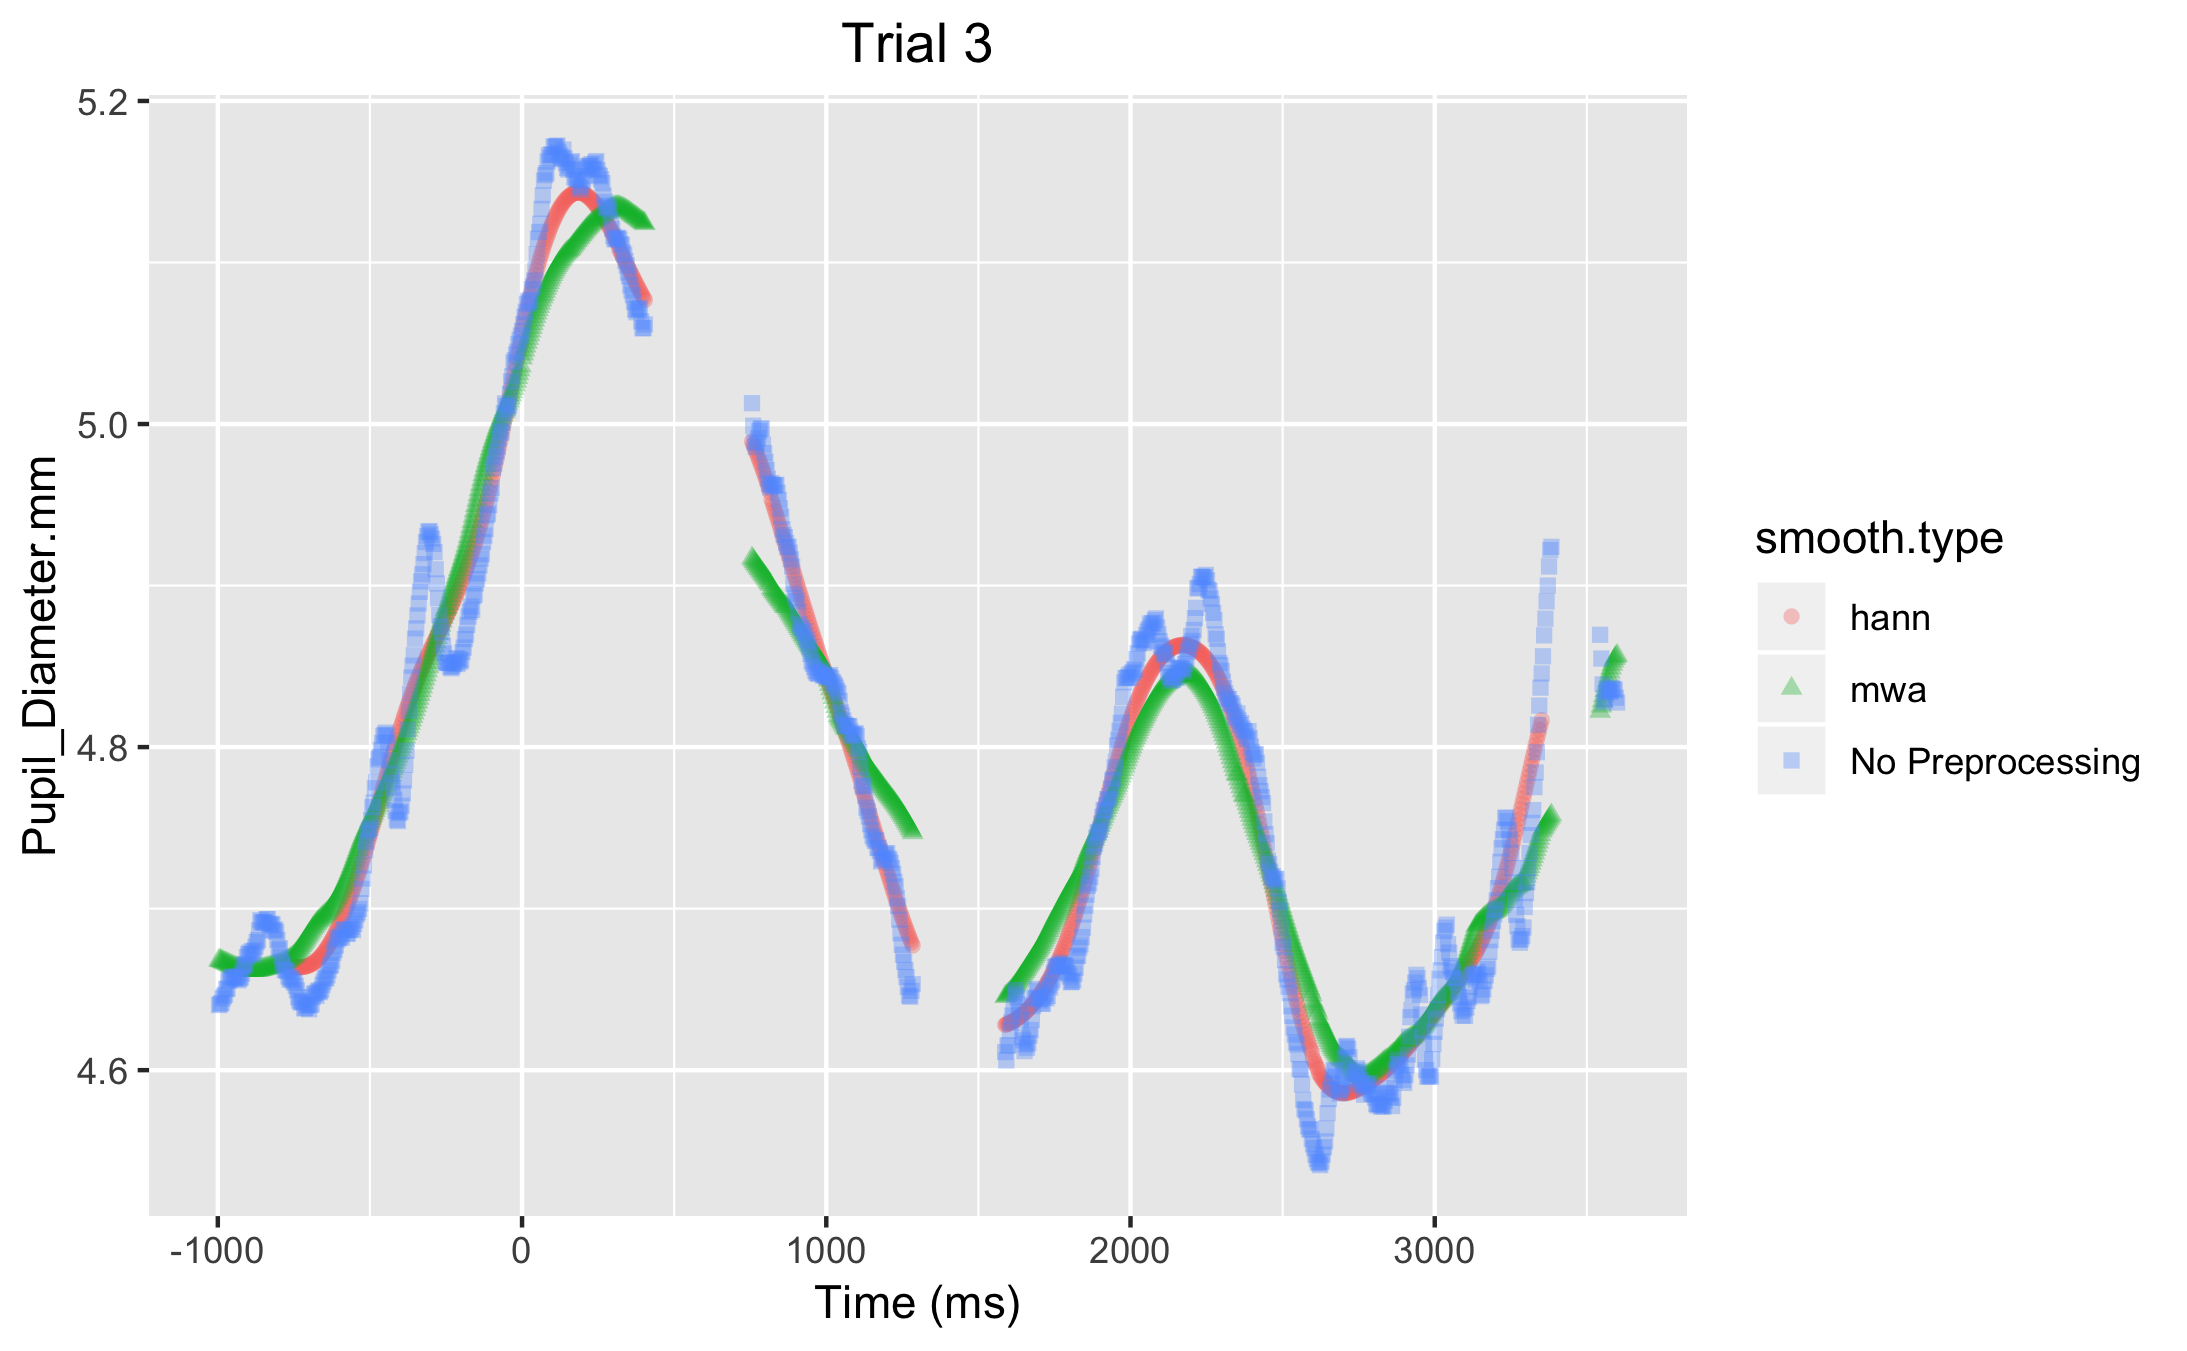 Trial 3
Pupil_Diameter.mm
5.2
5.0
4.8
4.6
-1000
0
1000
2000
3000
Time (ms)
smooth.type
hann
mwa
No Preprocessing